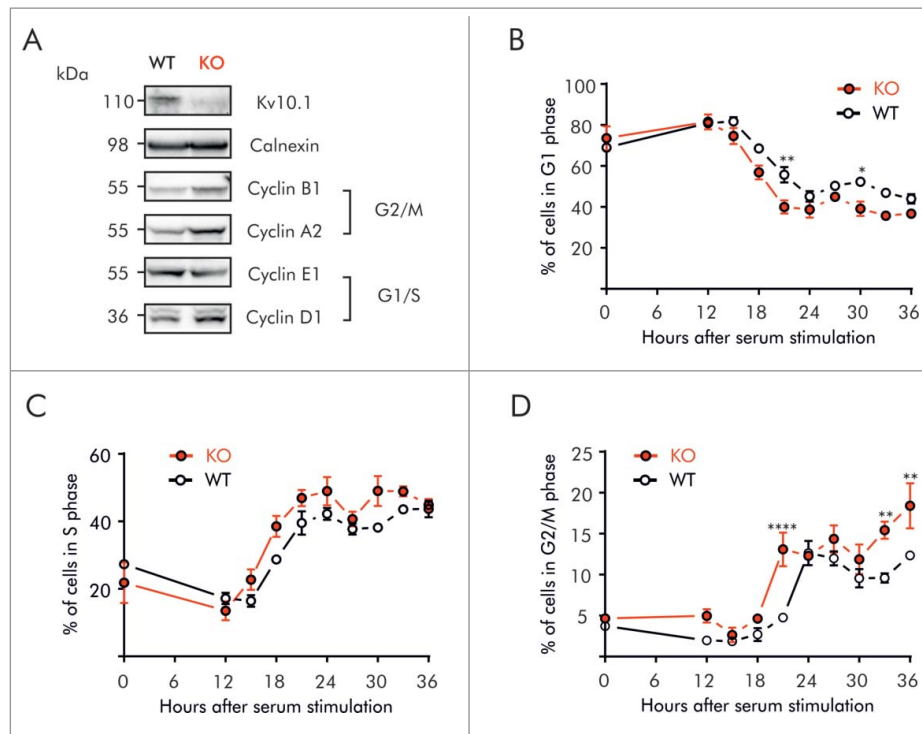 A
WT KO
kDa
110 Kv10.1
98 Calnexin
55 Cyclin B1
G2/M
55 Cyclin A2
55 Cyclin E1
G1/S
36 Cyclin D1
B
KO
WT
% of cells in G1 phase
100
80
60
40
20
**
*
0 6 12 18 24 30 36
Hours after serum stimulation
C
KO
WT
% of cells in S phase
60
40
20
0 6 12 18 24 30 36
Hours after serum stimulation
D
KO
WT
% of cells in G2/M phase
25
20
15
10
5
****
**
**
0 6 12 18 24 30 36
Hours after serum stimulation